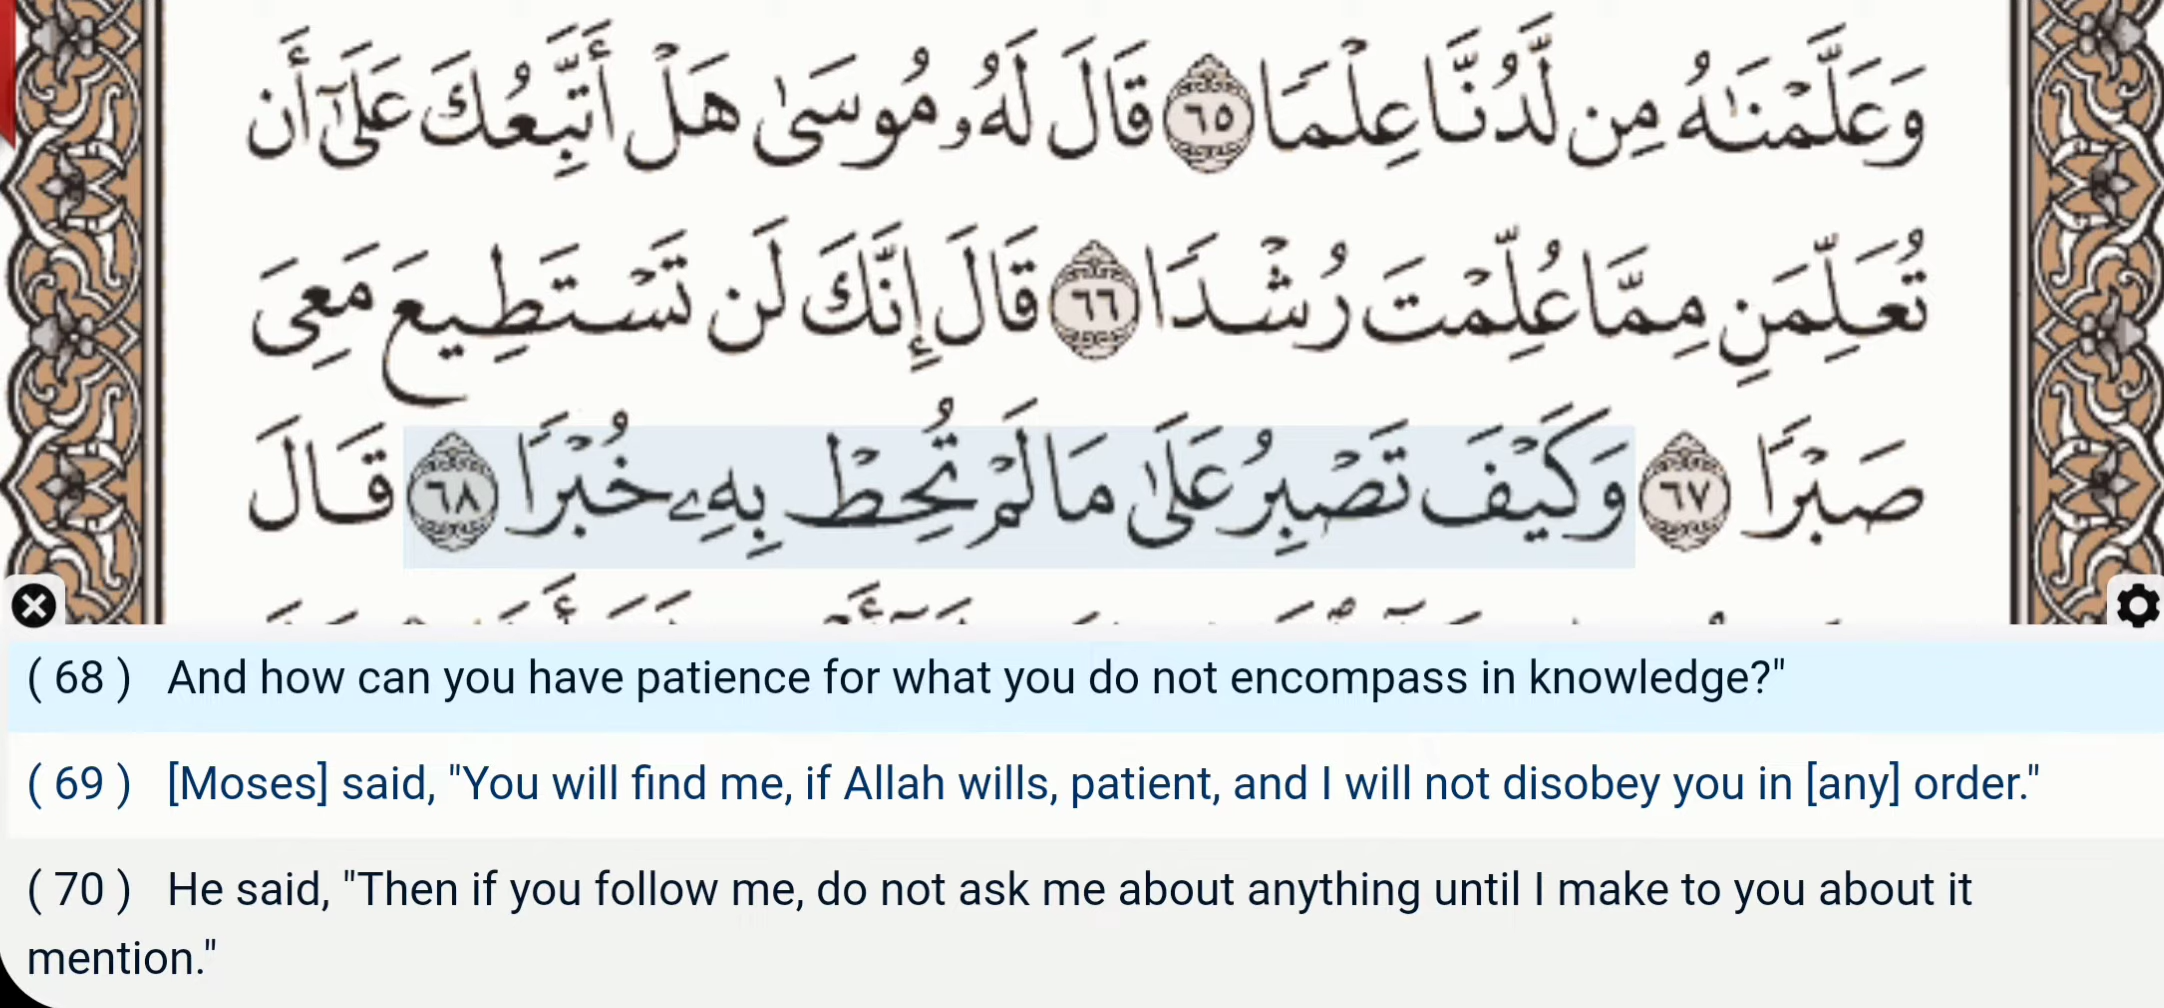 وَعَلَّمۡنَٰهُ مِن لَّدُنَّا عِلۡمٗا ٦٥ قَالَ لَهُۥ مُوسَىٰ هَلۡ أَتَّبِعُكَ عَلَىٰٓ أَن
تُعَلِّمَنِ مِمَّا عُلِّمۡتَ رُشۡدٗا ٦٦ قَالَ إِنَّكَ لَن تَسۡتَطِيعَ مَعِيَ
صَبۡرٗا ٦٧ وَكَيۡفَ تَصۡبِرُ عَلَىٰ مَا لَمۡ تُحِطۡ بِهِۦ خُبۡرٗا ٦٨ قَالَ
( 68 ) And how can you have patience for what you do not encompass in knowledge?"
( 69 ) [Moses] said, "You will find me, if Allah wills, patient, and I will not disobey you in [any] order."
( 70 ) He said, "Then if you follow me, do not ask me about anything until I make to you about it
mention."